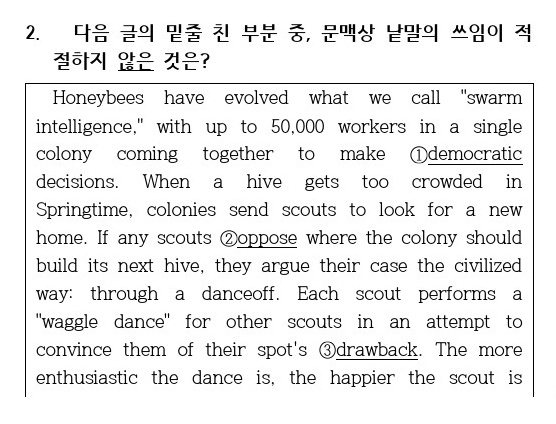 2. 다음 글의 밑줄 친 부분 중, 문맥상 낱말의 쓰임이 적
절하지 않은 것은?
Honeybees have evolved what we call "swarm
intelligence," with up to 50,000 workers in a single
colony coming together to make ①democratic
decisions. When a hive gets too crowded in
Springtime, colonies send scouts to look for a new
home. If any scouts ②oppose where the colony should
build its next hive, they argue their case the civilized
way: through a danceoff. Each scout performs a
"waggle dance" for other scouts in an attempt to
convince them of their spot's ③drawback. The more
enthusiastic the dance is, the happier the scout is